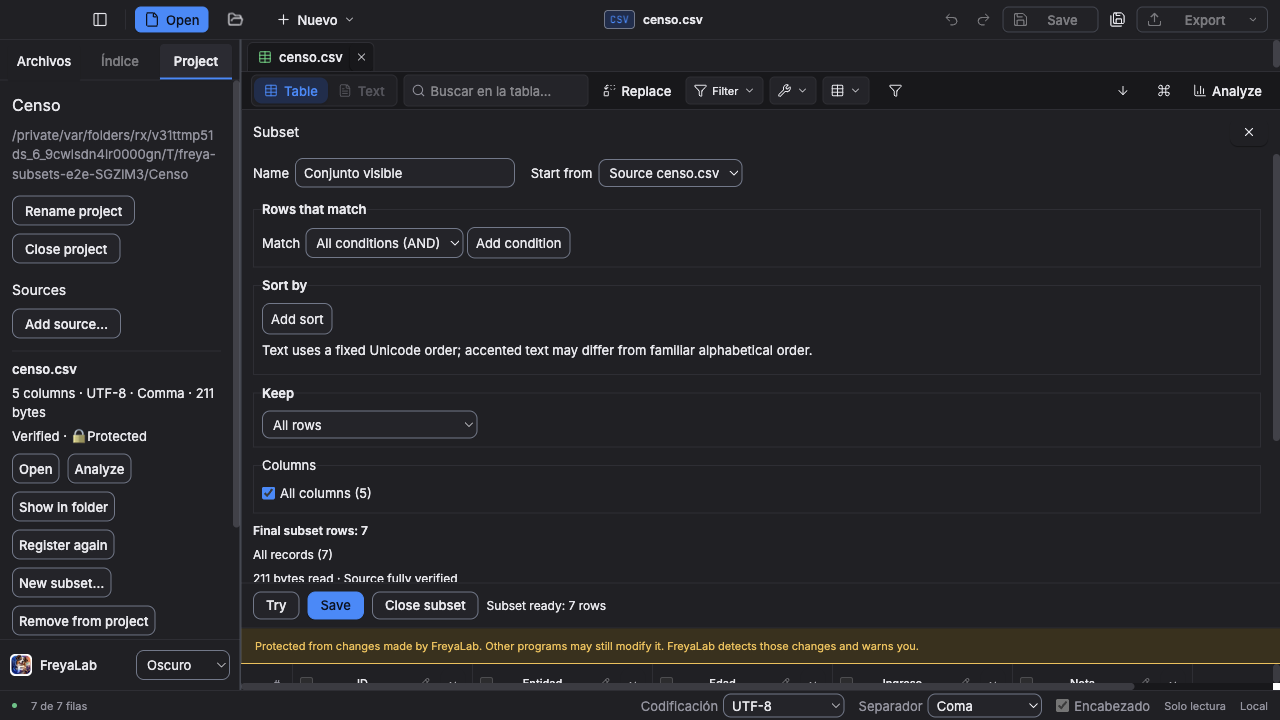 Open
Nuevo
CSV censo.csv
Save
Export
Archivos Índice Project
censo.csv
Table Text Buscar en la tabla... Replace Filter Analyze
Censo
/private/var/folders/rx/v31ttmp51
ds_6_9cwlsdn4lr0000gn/T/freya-
subsets-e2e-SGZIM3/Censo
Rename project
Close project
Sources
Add source...
censo.csv
5 columns · UTF-8 · Comma · 211
bytes
Verified · 🔒Protected
Open Analyze
Show in folder
Register again
New subset...
Remove from project
FreyaLab Oscuro
Subset
Name Conjunto visible Start from Source censo.csv
Rows that match
Match All conditions (AND) Add condition
Sort by
Add sort
Text uses a fixed Unicode order; accented text may differ from familiar alphabetical order.
Keep
All rows
Columns
All columns (5)
Final subset rows: 7
All records (7)
211 bytes read · Source fully verified
Try Save Close subset Subset ready: 7 rows
Protected from changes made by FreyaLab. Other programs may still modify it. FreyaLab detects those changes and warns you.
# ID Entidad Edad Ingreso Nota
7 de 7 filas
Codificación UTF-8 Separador Coma Encabezado Solo lectura Local